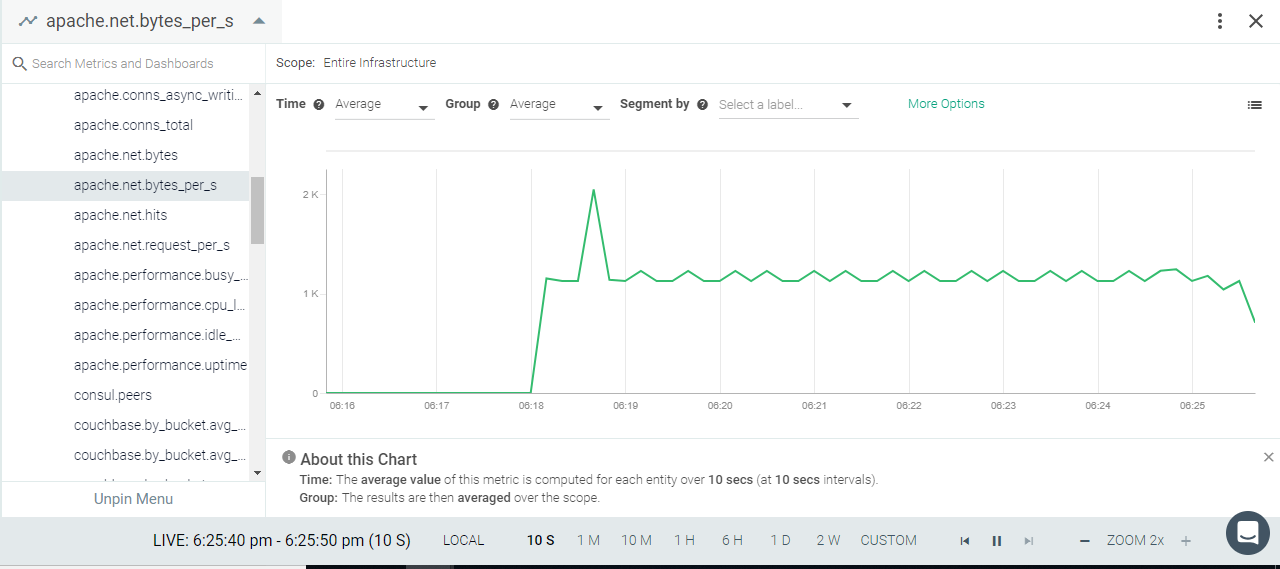 apache.net.bytes_per_s
Search Metrics and Dashboards
Scope: Entire Infrastructure
apache.conns_async_writi...
apache.conns_total
apache.net.bytes
apache.net.bytes_per_s
apache.net.hits
apache.net.request_per_s
apache.performance.busy_...
apache.performance.cpu_l...
apache.performance.idle_...
apache.performance.uptime
consul.peers
couchbase.by_bucket.avg_...
couchbase.by_bucket.avg_...
Unpin Menu
Time ? Average Group ? Average Segment by ? Select a label... More Options
2 K
1 K
0
06:16 06:17 06:18 06:19 06:20 06:21 06:22 06:23 06:24 06:25
About this Chart
Time: The average value of this metric is computed for each entity over 10 secs (at 10 secs intervals).
Group: The results are then averaged over the scope.
LIVE: 6:25:40 pm - 6:25:50 pm (10 S) LOCAL 10 S 1 M 10 M 1 H 6 H 1 D 2 W CUSTOM ZOOM 2x